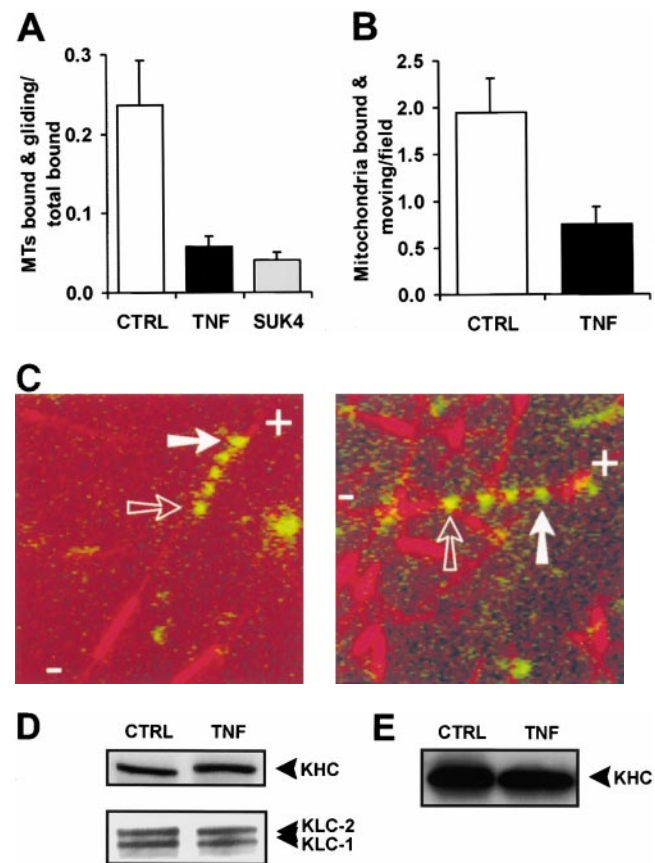 A
MTs bound & gliding/
total bound
0.3
0.2
0.1
0.0
CTRL TNF SUK4
B
Mitochondria bound &
moving/field
2.5
2.0
1.5
1.0
0.5
0.0
CTRL TNF
C
+
-
+
-
D
CTRL TNF
KHC
KLC-2
KLC-1
E
CTRL TNF
KHC